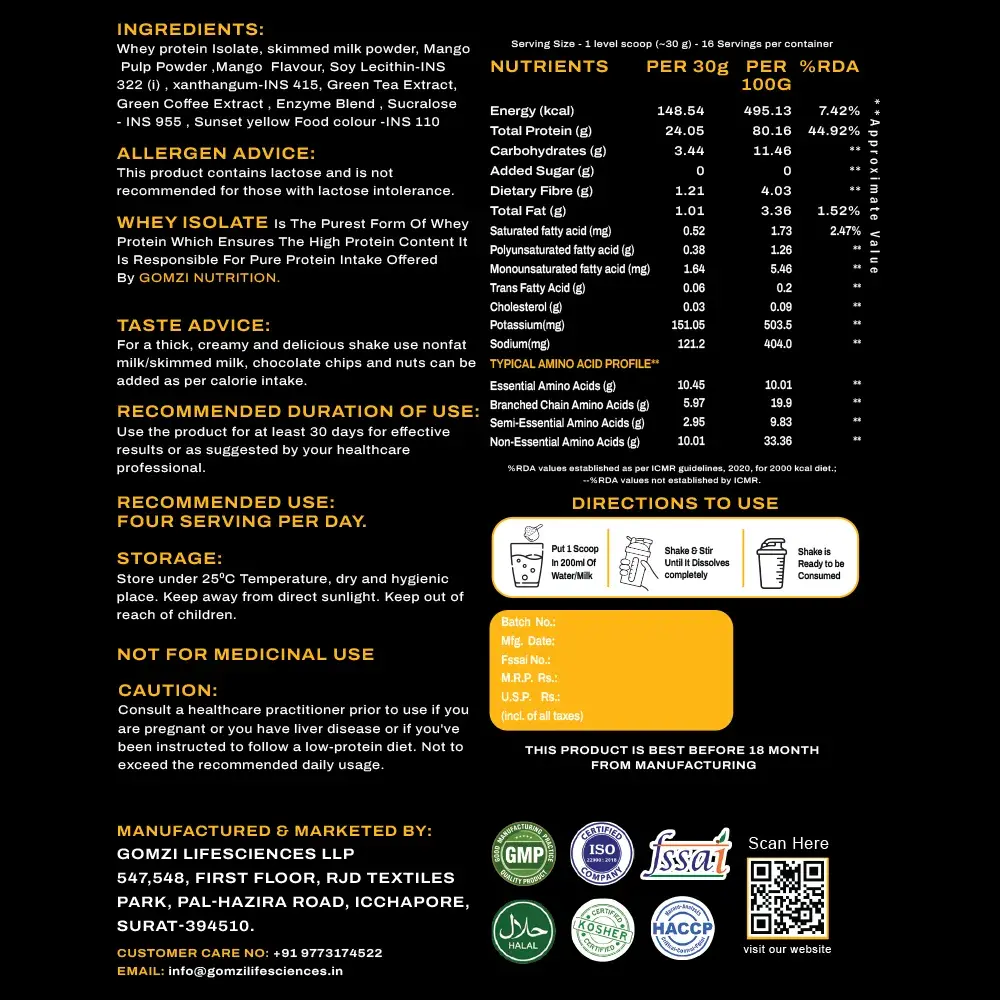 INGREDIENTS:
Whey protein Isolate, skimmed milk powder, Mango
Pulp Powder ,Mango Flavour, Soy Lecithin-INS
322 (i) , xanthangum-INS 415, Green Tea Extract,
Green Coffee Extract , Enzyme Blend , Sucralose
- INS 955 , Sunset yellow Food colour -INS 110
ALLERGEN ADVICE:
This product contains lactose and is not
recommended for those with lactose intolerance.
WHEY ISOLATE Is The Purest Form Of Whey
Protein Which Ensures The High Protein Content It
Is Responsible For Pure Protein Intake Offered
By GOMZI NUTRITION.
TASTE ADVICE:
For a thick, creamy and delicious shake use nonfat
milk/skimmed milk, chocolate chips and nuts can be
added as per calorie intake.
RECOMMENDED DURATION OF USE:
Use the product for at least 30 days for effective
results or as suggested by your healthcare
professional.
RECOMMENDED USE:
FOUR SERVING PER DAY.
STORAGE:
Store under 25⁰C Temperature, dry and hygienic
place. Keep away from direct sunlight. Keep out of
reach of children.
NOT FOR MEDICINAL USE
CAUTION:
Consult a healthcare practitioner prior to use if you
are pregnant or you have liver disease or if you've
been instructed to follow a low-protein diet. Not to
exceed the recommended daily usage.
MANUFACTURED & MARKETED BY:
GOMZI LIFESCIENCES LLP
547,548, FIRST FLOOR, RJD TEXTILES
PARK, PAL-HAZIRA ROAD, ICCHAPORE,
SURAT-394510.
CUSTOMER CARE NO: +91 9773174522
EMAIL: info@gomzilifesciences.in
Serving Size - 1 level scoop (~30 g) - 16 Servings per container
NUTRIENTS PER 30g PER 100G %RDA
Energy (kcal) 148.54 495.13 7.42%
Total Protein (g) 24.05 80.16 44.92%
Carbohydrates (g) 3.44 11.46 **
Added Sugar (g) 0 0 **
Dietary Fibre (g) 1.21 4.03 **
Total Fat (g) 1.01 3.36 1.52%
Saturated fatty acid (mg) 0.52 1.73 2.47%
Polyunsaturated fatty acid (g) 0.38 1.26 **
Monounsaturated fatty acid (mg) 1.64 5.46 **
Trans Fatty Acid (g) 0.06 0.2 **
Cholesterol (g) 0.03 0.09 **
Potassium(mg) 151.05 503.5 **
Sodium(mg) 121.2 404.0 **
TYPICAL AMINO ACID PROFILE**
Essential Amino Acids (g) 10.45 10.01 **
Branched Chain Amino Acids (g) 5.97 19.9 **
Semi-Essential Amino Acids (g) 2.95 9.83 **
Non-Essential Amino Acids (g) 10.01 33.36 **
**Approximate Value
%RDA values established as per ICMR guidelines, 2020, for 2000 kcal diet.;
--%RDA values not established by ICMR.
DIRECTIONS TO USE
Put 1 Scoop
In 200ml Of
Water/Milk
Shake & Stir
Until It Dissolves
completely
Shake is
Ready to be
Consumed
Batch No.:
Mfg. Date:
Fssai No.:
M.R.P. Rs.:
U.S.P. Rs.:
(incl. of all taxes)
THIS PRODUCT IS BEST BEFORE 18 MONTH
FROM MANUFACTURING
GOOD MANUFACTURING PRACTICE
GMP
QUALITY PRODUCT
CERTIFIED
ISO
22000 : 2018
COMPANY
fssai
حلال
HALAL
CERTIFIED
KOSHER
CERTIFIED
Hazard-Analysis
HACCP
Critical-Control-Point
Scan Here
visit our website